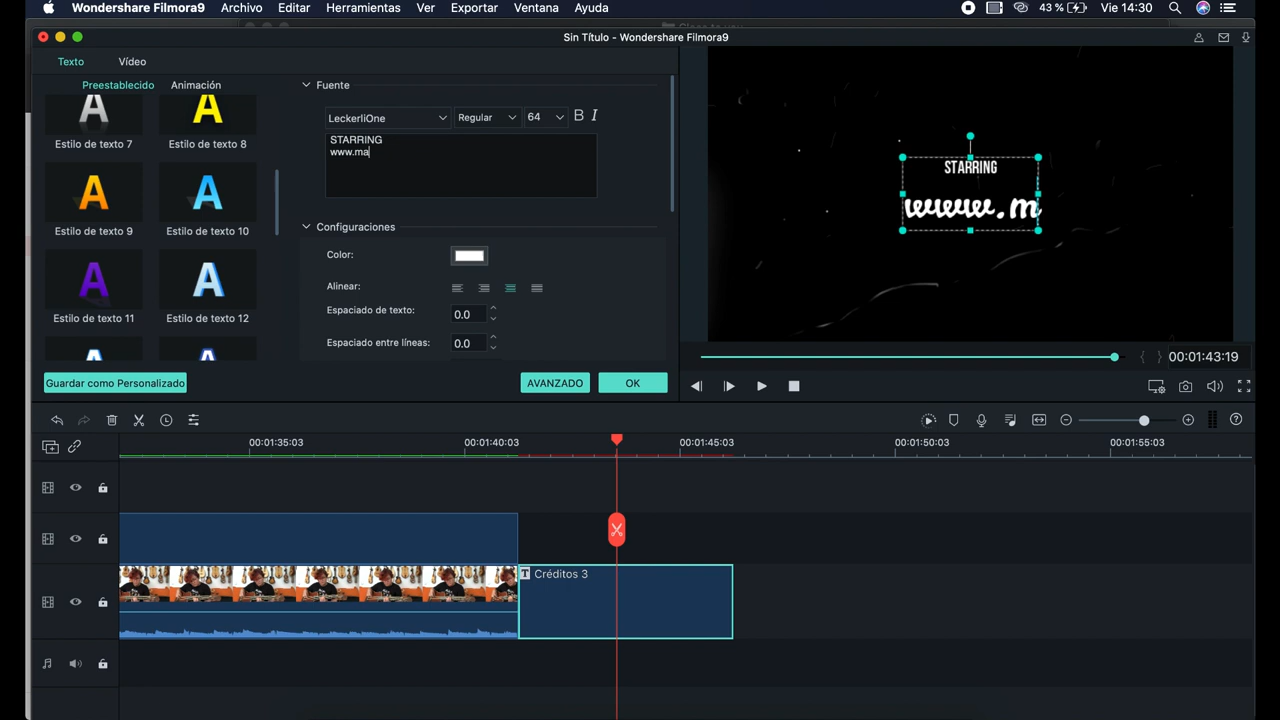 Wondershare Filmora9 Archivo Editar Herramientas Ver Exportar Ventana Ayuda 43 % Vie 14:30
Sin Título - Wondershare Filmora9
Texto Vídeo
Preestablecido Animación
Estilo de texto 7 Estilo de texto 8
Estilo de texto 9 Estilo de texto 10
Estilo de texto 11 Estilo de texto 12
Fuente
LeckerliOne Regular 64 B I
STARRING
www.ma
Configuraciones
Color:
Alinear:
Espaciado de texto: 0.0
Espaciado entre líneas: 0.0
Guardar como Personalizado AVANZADO OK
STARRING
www.m
00:01:43:19
00:01:35:03 00:01:40:03 00:01:45:03 00:01:50:03 00:01:55:03
T Créditos 3